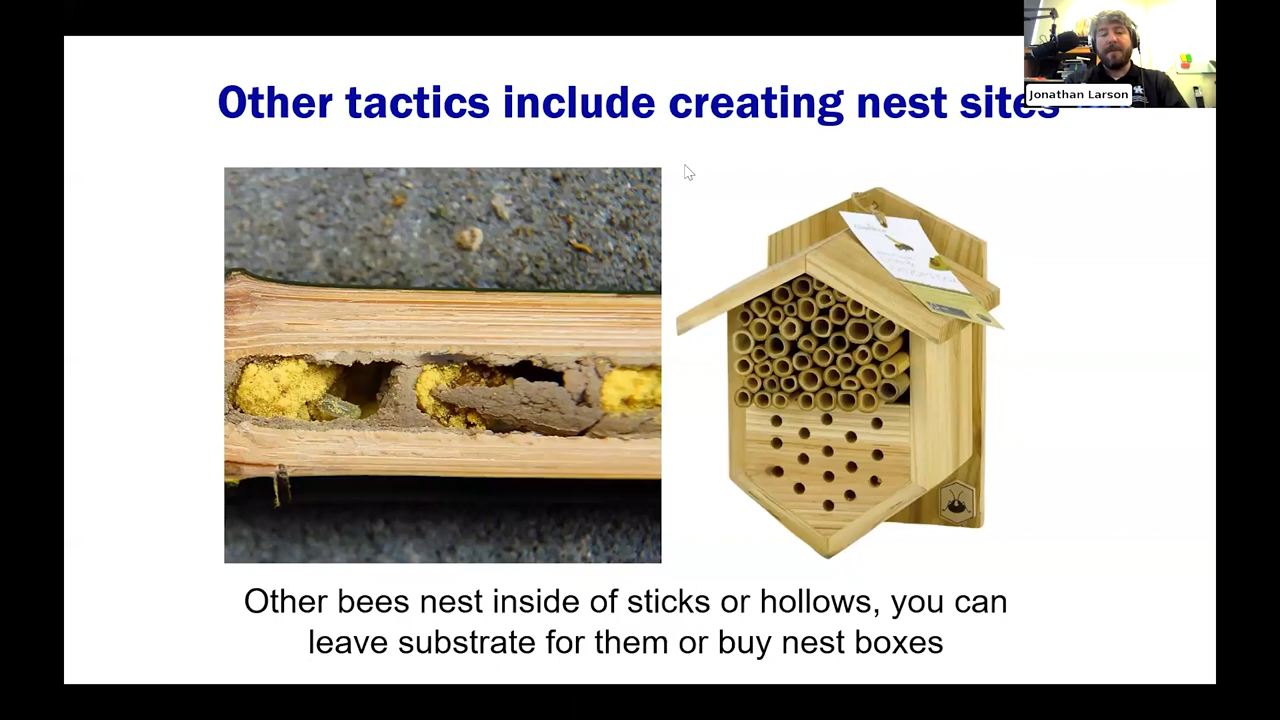 Other tactics include creating nest sites
Jonathan Larson
Other bees nest inside of sticks or hollows, you can
leave substrate for them or buy nest boxes